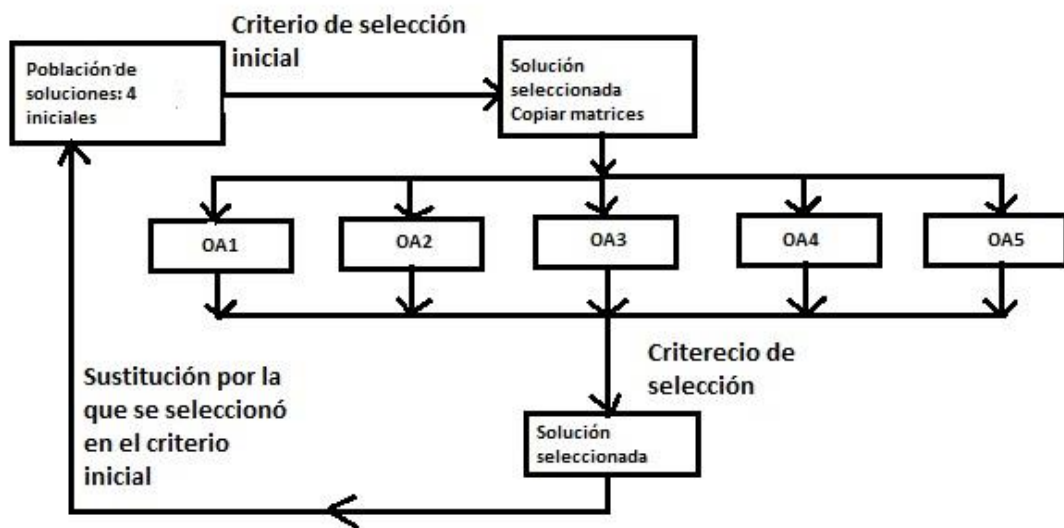 Criterio de selección
inicial
Población de
soluciones: 4
iniciales
Solución
seleccionada
Copiar matrices
OA1
OA2
OA3
OA4
OA5
Criterecio de
selección
Sustitución por la
que se seleccionó
en el criterio
inicial
Solución
seleccionada